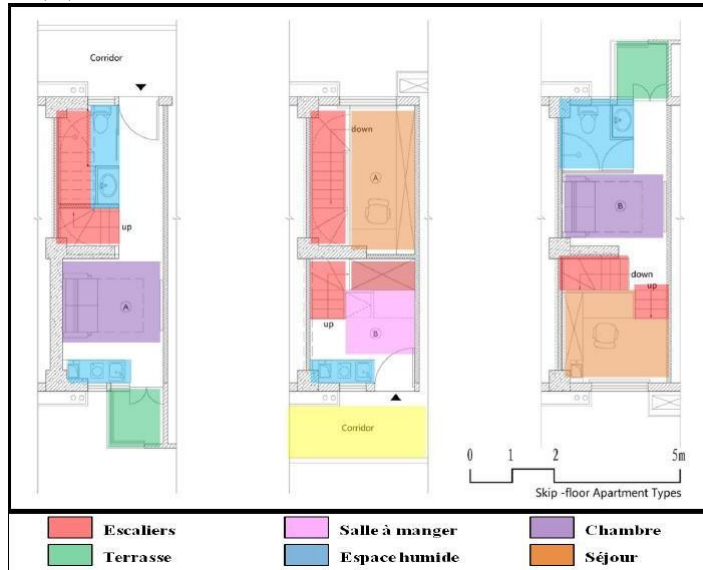 Corridor
up
A
down
A
up
B
Corridor
B
down
up
0 1 2 5m
Skip -floor Apartment Types
Escaliers Salle à manger Chambre
Terrasse Espace humide Séjour